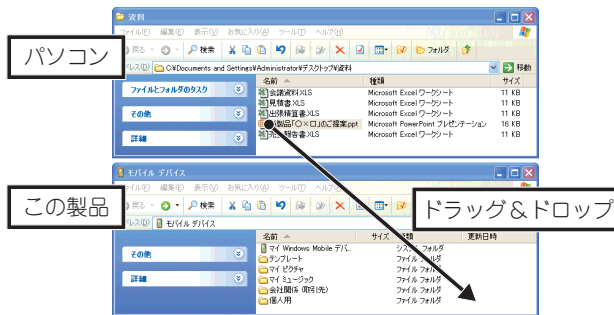 資料
ファイル(F) 編集(E) 表示(V) お気に入り(A) ツール(T) ヘルプ(H)
戻る 検索 フォルダ
アドレス(D) C:¥Documents and Settings¥Administrator¥デスクトップ¥資料 移動
パソコン
ファイルとフォルダのタスク
その他
詳細
名前 種類 サイズ
会議資料.XLS Microsoft Excel ワークシート 11 KB
見積書.XLS Microsoft Excel ワークシート 11 KB
出張精算書.XLS Microsoft Excel ワークシート 11 KB
製品「○×□」のご提案.ppt Microsoft PowerPoint プレゼンテーション 16 KB
報告書.XLS Microsoft Excel ワークシート 11 KB
モバイル デバイス
ファイル(F) 編集(E) 表示(V) お気に入り(A) ツール(T) ヘルプ(H)
戻る 検索
アドレス(D) モバイル デバイス
この製品
ドラッグ&ドロップ
その他
詳細
名前 サイズ 種類 更新日時
マイ Windows Mobile デバ... システム フォルダ
テンプレート ファイル フォルダ
マイ ピクチャ ファイル フォルダ
マイ ミュージック ファイル フォルダ
会社関係（取引先） ファイル フォルダ
個人用 ファイル フォルダ